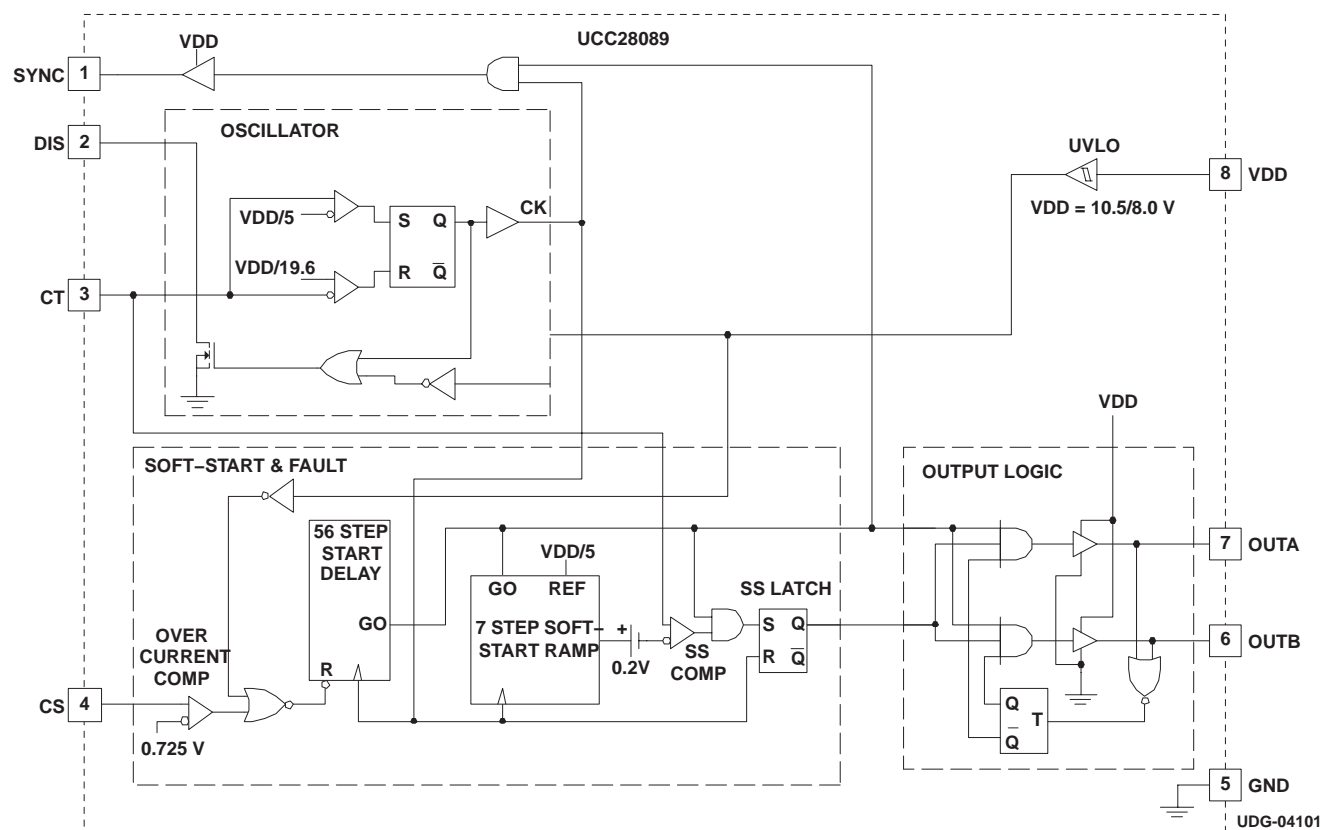 UCC28089
VDD
SYNC 1
OSCILLATOR
DIS 2
UVLO
8 VDD
VDD = 10.5/8.0 V
VDD/5
S Q
CK
VDD/19.6
R Q
CT 3
VDD
SOFT−START & FAULT
OUTPUT LOGIC
56 STEP
START
DELAY
VDD/5
GO REF
7 OUTA
SS LATCH
GO
7 STEP SOFT−
START RAMP
+
S Q
OVER
CURRENT
COMP
0.2V
SS
COMP
R Q
6 OUTB
R
CS 4
0.725 V
Q
T
Q
5 GND
UDG-04101